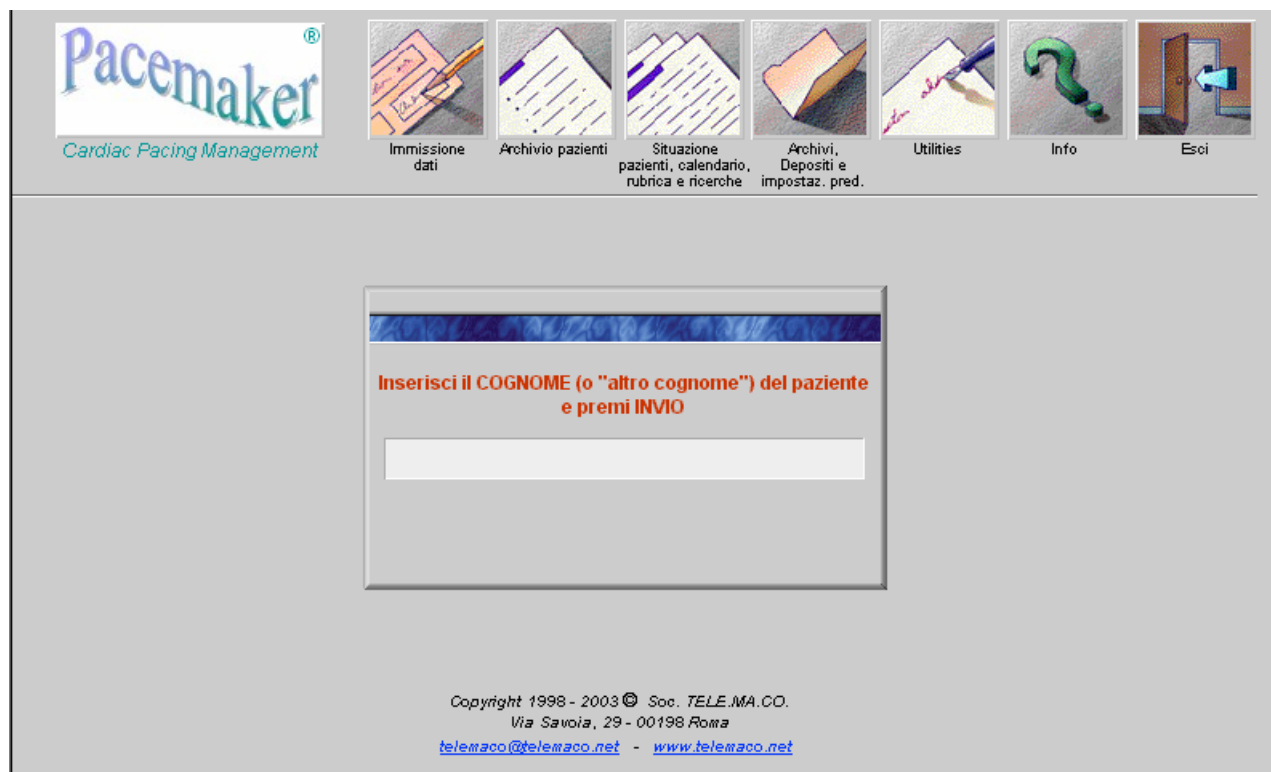 Pacemaker ®
Cardiac Pacing Management
Immissione
dati
Archivio pazienti
Situazione
pazienti, calendario,
rubrica e ricerche
Archivi,
Depositi e
impostaz. pred.
Utilities
Info
Esci
Inserisci il COGNOME (o "altro cognome") del paziente
e premi INVIO
Copyright 1998 - 2003 © Soc. TELE.MA.CO.
Via Savoia, 29 - 00198 Roma
telemaco@telemaco.net - www.telemaco.net